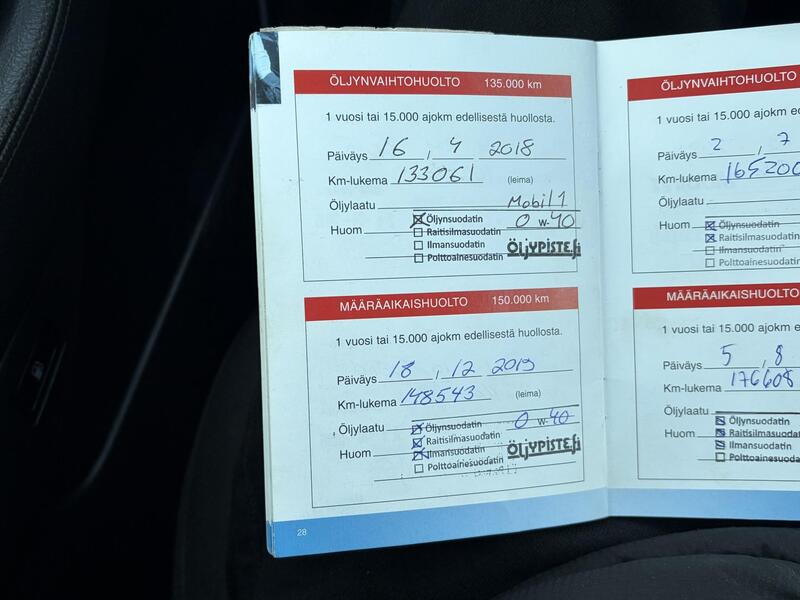 ÖLJYNVAIHTOHUOLTO 135.000 km
1 vuosi tai 15.000 ajokm edellisestä huollosta.
Päiväys 16 , 4 2018
Km-lukema 133061 (leima)
Öljylaatu Mobil 1
Huom Öljynsuodatin 0 W-40
Raitisilmasuodatin
Ilmansuodatin ÖLJYPISTE.fi
Polttoainesuodatin
MÄÄRÄAIKAISHUOLTO 150.000 km
1 vuosi tai 15.000 ajokm edellisestä huollosta.
Päiväys 18 , 12 2019
Km-lukema 148543 (leima)
Öljylaatu Öljynsuodatin 0 W-40
Raitisilmasuodatin
Huom Ilmansuodatin ÖLJYPISTE.fi
Polttoainesuodatin
28
ÖLJYNVAIHTOHUOLTO
1 vuosi tai 15.000 ajokm
Päiväys 2 , 7
Km-lukema 165200
Öljylaatu
Huom Öljynsuodatin
Raitisilmasuodatin
Ilmansuodatin
Polttoainesuodatin
MÄÄRÄAIKAISHUOLTO
1 vuosi tai 15.000 ajokm
Päiväys 5 , 8
Km-lukema 176608
Öljylaatu
Öljynsuodatin
Huom Raitisilmasuodat
Ilmansuodatin
Polttoainesuodat